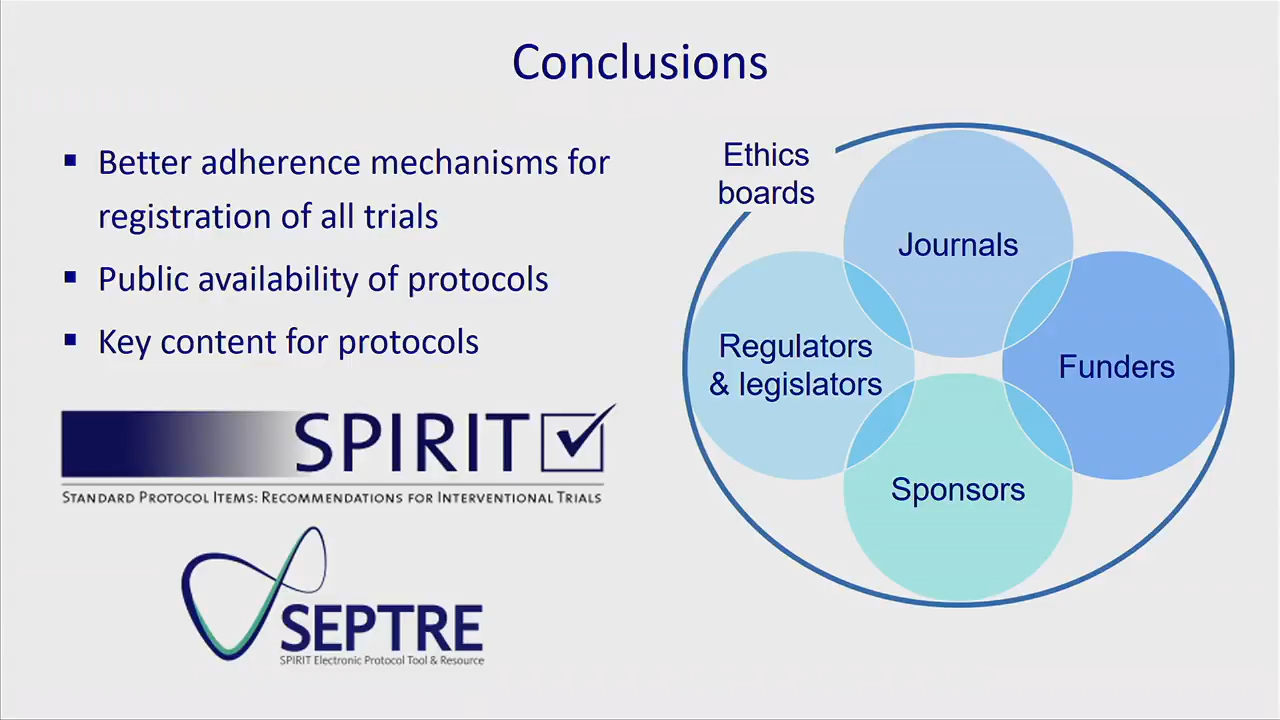 Conclusions
Better adherence mechanisms for
registration of all trials
Public availability of protocols
Key content for protocols
SPIRIT
STANDARD PROTOCOL ITEMS: RECOMMENDATIONS FOR INTERVENTIONAL TRIALS
SEPTRE
SPIRIT Electronic Protocol Tool & Resource
Ethics
boards
Journals
Regulators
& legislators
Funders
Sponsors